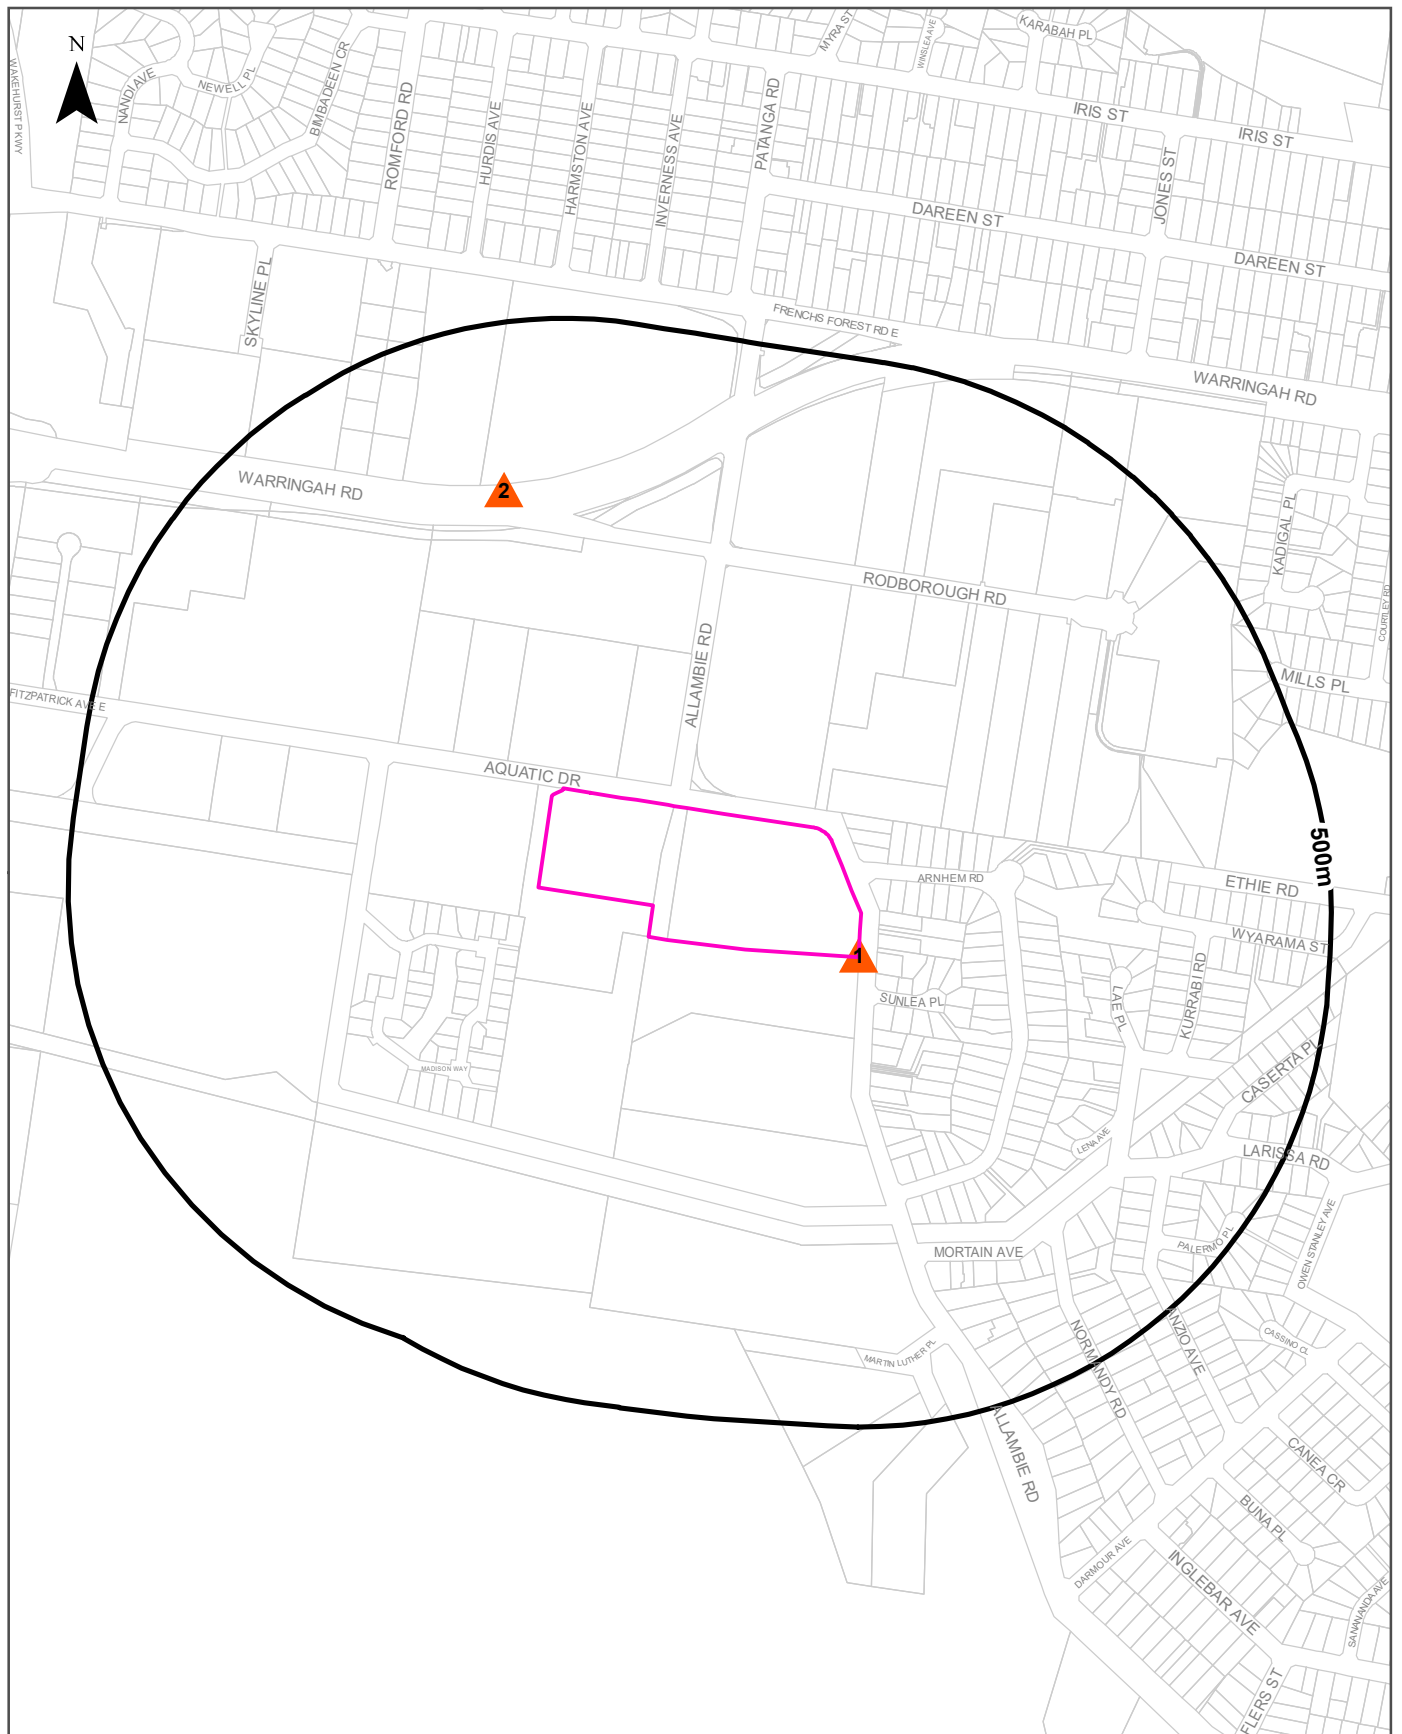 MYRA ST
WINSLEA AVE
KARABAH PL
N
WAKEHURST PKWY
NANDI AVE
NEWELL PL
BIMBADEEN CR
ROMFORD RD
HURDIS AVE
HARMSTON AVE
INVERNESS AVE
PATANGA RD
IRIS ST
IRIS ST
JONES ST
DAREEN ST
DAREEN ST
SKYLINE PL
FRENCHS FOREST RD E
WARRINGAH RD
WARRINGAH RD
2
KADIGAL PL
RODBOROUGH RD
COURTLEY RD
ALLAMBIE RD
MILLS PL
FITZPATRICK AVE E
AQUATIC DR
500m
ARNHEM RD
ETHIE RD
WYARAMA ST
1
SUNLEA PL
LAE PL
KURRABI RD
MADISON WAY
CASERTA PL
LENA AVE
LARISSA RD
PALERMO PL
OWEN STANLEY AVE
MORTAIN AVE
MARTIN LUTHER PL
NORMANDY RD
ANZIO AVE
CASSINO CL
ALLAMBIE RD
CANEA CR
BUNA PL
DARMOUR AVE
INGLEBAR AVE
SANANANDA AVE
FLERS ST